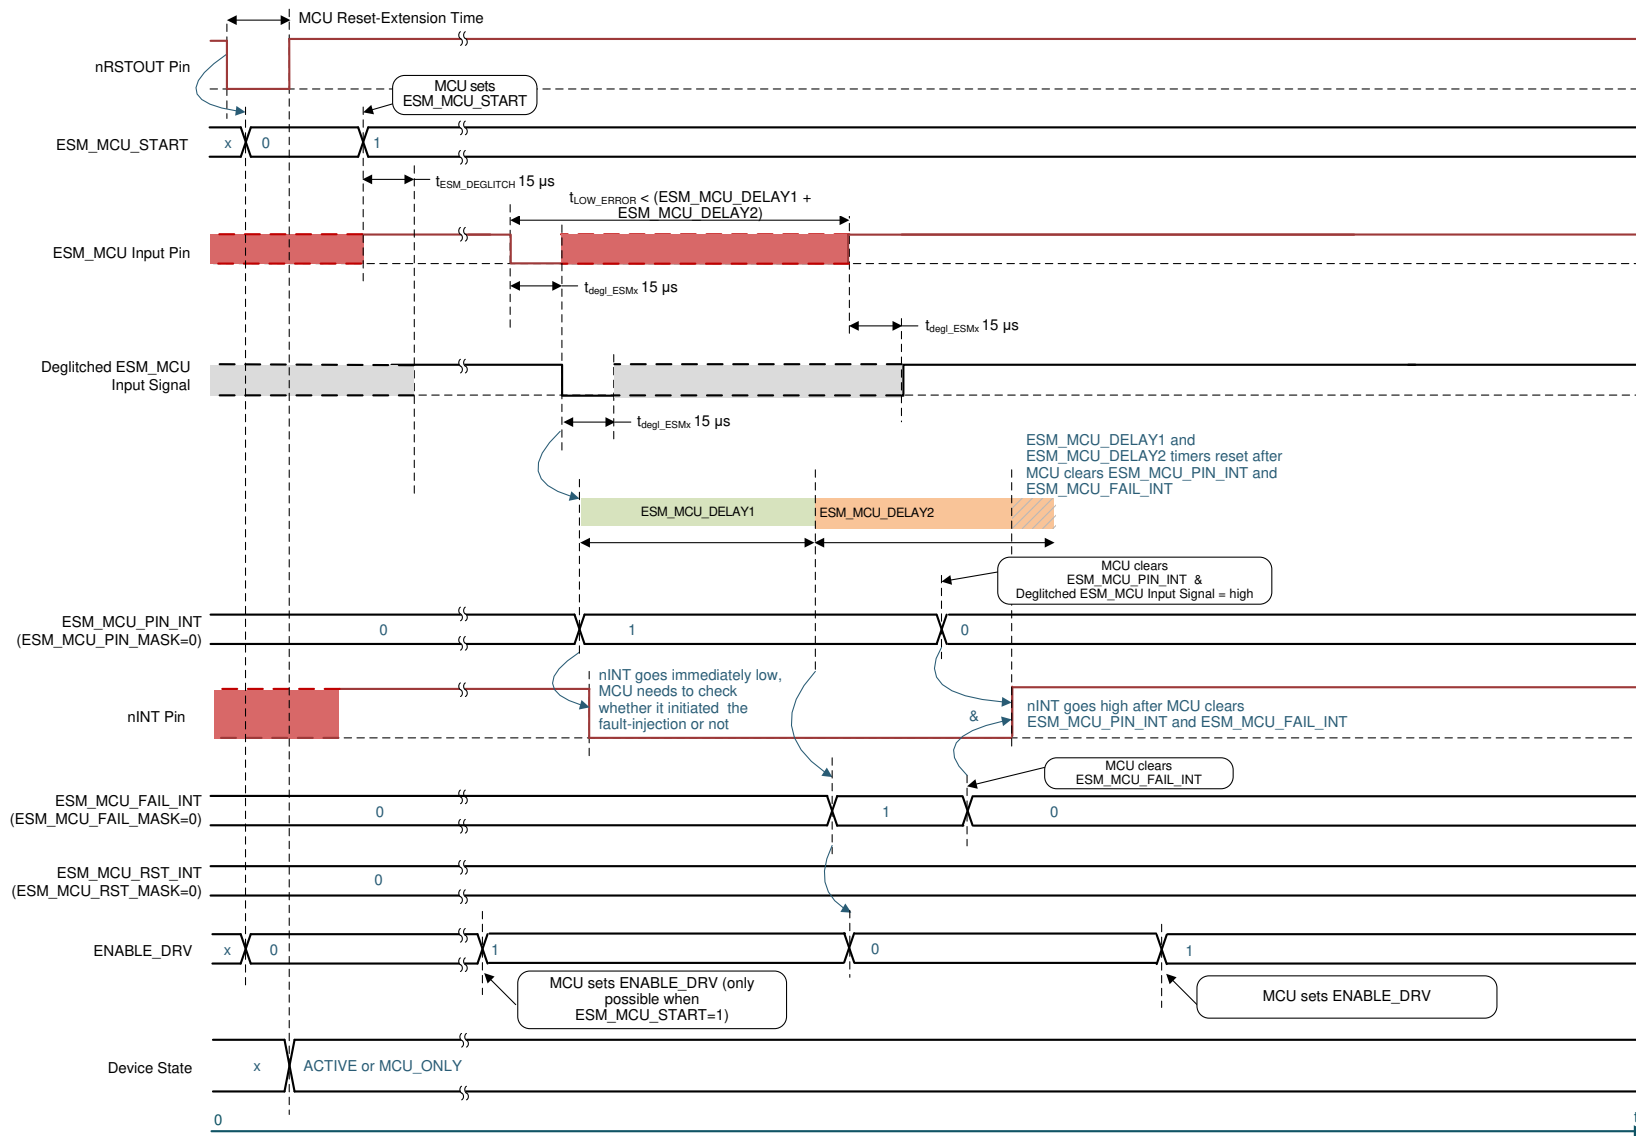 MCU Reset-Extension Time
nRSTOUT Pin
MCU sets
ESM_MCU_START
ESM_MCU_START
x
0
1
tESM_DEGLITCH 15 µs
tLOW_ERROR < (ESM_MCU_DELAY1 +
ESM_MCU_DELAY2)
ESM_MCU Input Pin
tdegl_ESMx 15 µs
tdegl_ESMx 15 µs
Deglitched ESM_MCU
Input Signal
tdegl_ESMx 15 µs
ESM_MCU_DELAY1 and
ESM_MCU_DELAY2 timers reset after
MCU clears ESM_MCU_PIN_INT and
ESM_MCU_FAIL_INT
ESM_MCU_DELAY1
ESM_MCU_DELAY2
MCU clears
ESM_MCU_PIN_INT &
Deglitched ESM_MCU Input Signal = high
ESM_MCU_PIN_INT
(ESM_MCU_PIN_MASK=0)
0
1
0
nINT goes immediately low,
MCU needs to check
whether it initiated the
fault-injection or not
nINT Pin
&
nINT goes high after MCU clears
ESM_MCU_PIN_INT and ESM_MCU_FAIL_INT
MCU clears
ESM_MCU_FAIL_INT
ESM_MCU_FAIL_INT
(ESM_MCU_FAIL_MASK=0)
0
1
0
ESM_MCU_RST_INT
(ESM_MCU_RST_MASK=0)
0
ENABLE_DRV
x
0
1
0
1
MCU sets ENABLE_DRV (only
possible when
ESM_MCU_START=1)
MCU sets ENABLE_DRV
Device State
x
ACTIVE or MCU_ONLY
0